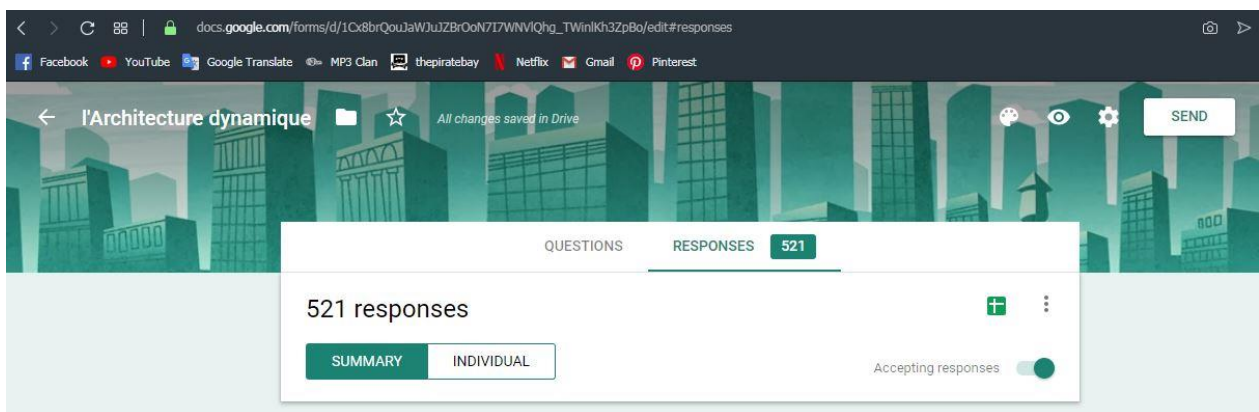 docs.google.com/forms/d/1Cx8brQouJaWJuJZBrOoN7I7WNVlQhg_TWinlKh3ZpBo/edit#responses
Facebook YouTube Google Translate MP3 Clan thepiratebay Netflix Gmail Pinterest
l'Architecture dynamique All changes saved in Drive SEND
QUESTIONS RESPONSES 521
521 responses
SUMMARY INDIVIDUAL Accepting responses